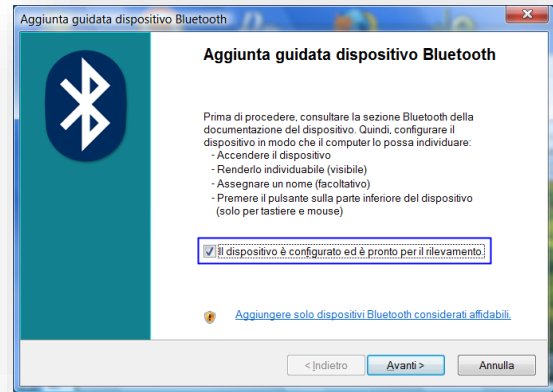 Aggiunta guidata dispositivo Bluetooth
Aggiunta guidata dispositivo Bluetooth
Prima di procedere, consultare la sezione Bluetooth della
documentazione del dispositivo. Quindi, configurare il
dispositivo in modo che il computer lo possa individuare:
- Accendere il dispositivo
- Renderlo individuabile (visibile)
- Assegnare un nome (facoltativo)
- Premere il pulsante sulla parte inferiore del dispositivo
(solo per tastiere e mouse)
Il dispositivo è configurato ed è pronto per il rilevamento
Aggiungere solo dispositivi Bluetooth considerati affidabili.
< Indietro Avanti > Annulla